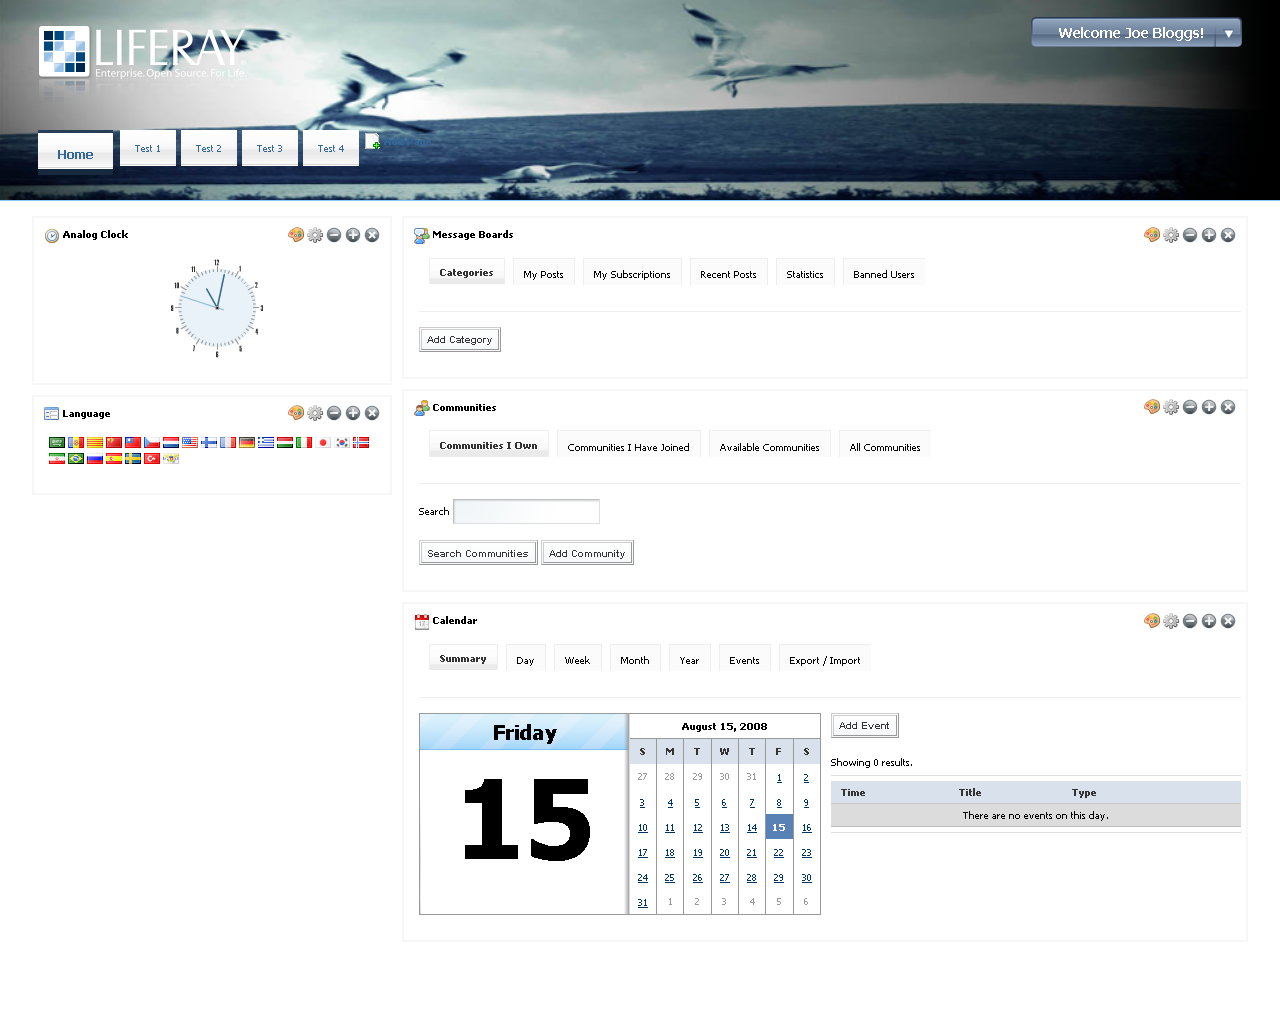 LIFERAY.
Enterprise. Open Source. For Life.
Welcome Joe Bloggs!
Home
Test 1
Test 2
Test 3
Test 4
Analog Clock
12
1
2
3
4
5
6
7
8
9
10
11
Language
Message Boards
Categories
My Posts
My Subscriptions
Recent Posts
Statistics
Banned Users
Add Category
Communities
Communities I Own
Communities I Have Joined
Available Communities
All Communities
Search
Search Communities
Add Community
Calendar
Summary
Day
Week
Month
Year
Events
Export / Import
Friday
15
August 15, 2008
S M T W T F S
27 28 29 30 31 1 2
3 4 5 6 7 8 9
10 11 12 13 14 15 16
17 18 19 20 21 22 23
24 25 26 27 28 29 30
31 1 2 3 4 5 6
Add Event
Showing 0 results.
Time Title Type
There are no events on this day.